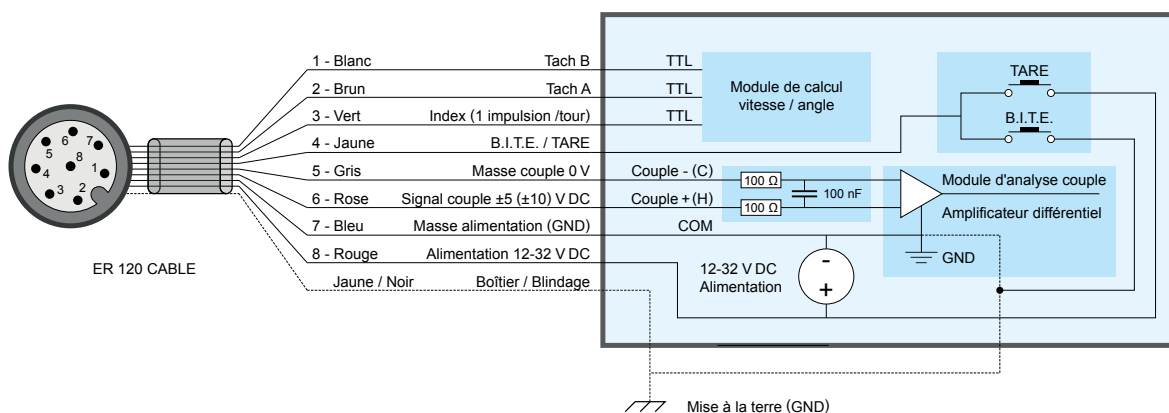 1 - Blanc Tach B TTL
2 - Brun Tach A TTL
3 - Vert Index (1 impulsion /tour) TTL
4 - Jaune B.I.T.E. / TARE
5 - Gris Masse couple 0 V Couple - (C)
6 - Rose Signal couple ±5 (±10) V DC Couple + (H)
7 - Bleu Masse alimentation (GND) COM
8 - Rouge Alimentation 12-32 V DC
Jaune / Noir Boîtier / Blindage
6
7
5
8
1
4
3
2
ER 120 CABLE
Module de calcul
vitesse / angle
TARE
B.I.T.E.
100 Ω
100 nF
100 Ω
Module d'analyse couple
Amplificateur différentiel
GND
12-32 V DC
Alimentation
-
+
Mise à la terre (GND)